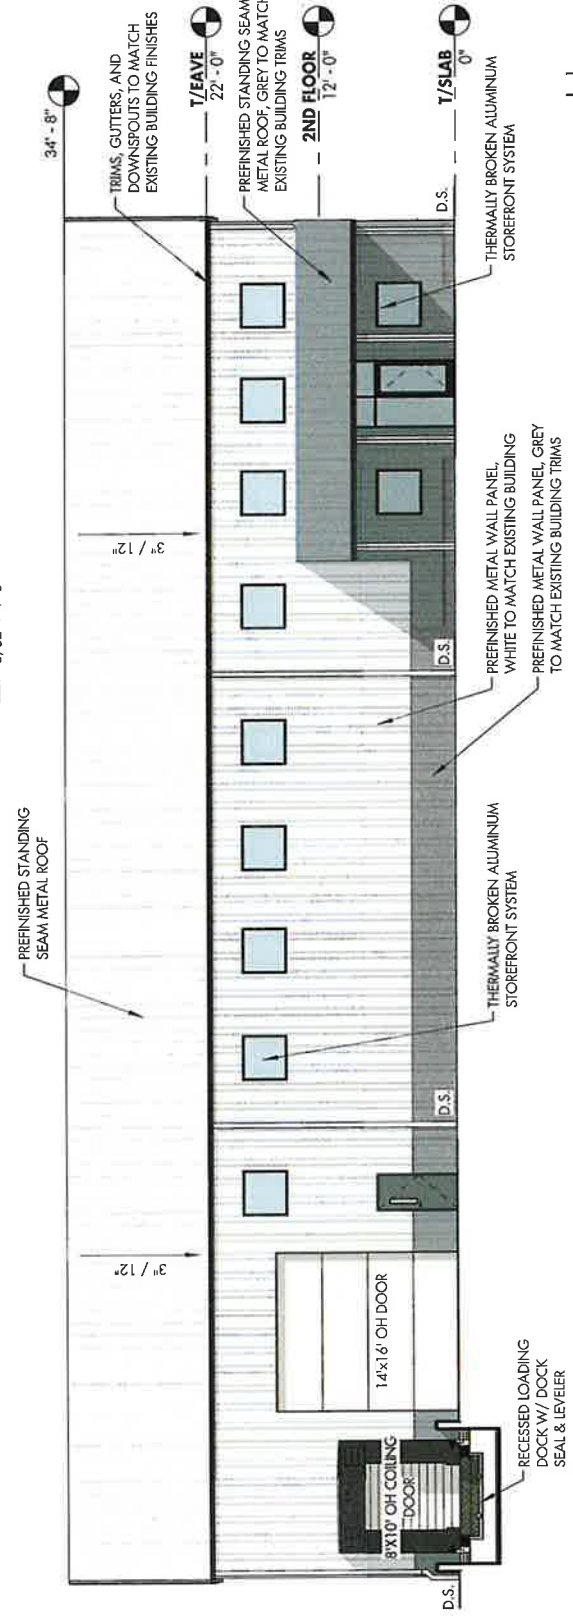 PREFINISHED STANDING
SEAM METAL ROOF
34' - 8"
TRIMS, GUTTERS, AND
DOWNSPOUTS TO MATCH
EXISTING BUILDING FINISHES
T/EAVE
22' - 0"
PREFINISHED STANDING SEAM
METAL ROOF, GREY TO MATCH
EXISTING BUILDING TRIMS
2ND FLOOR
12' - 0"
T/SLAB
0"
3" / 12"
3" / 12"
14'x16' OH DOOR
8'X10' OH COILING
DOOR
D.S.
D.S.
D.S.
D.S.
RECESSED LOADING
DOCK W/ DOCK
SEAL & LEVELER
THERMALLY BROKEN ALUMINUM
STOREFRONT SYSTEM
PREFINISHED METAL WALL PANEL,
WHITE TO MATCH EXISTING BUILDING
PREFINISHED METAL WALL PANEL, GREY
TO MATCH EXISTING BUILDING TRIMS
THERMALLY BROKEN ALUMINUM
STOREFRONT SYSTEM